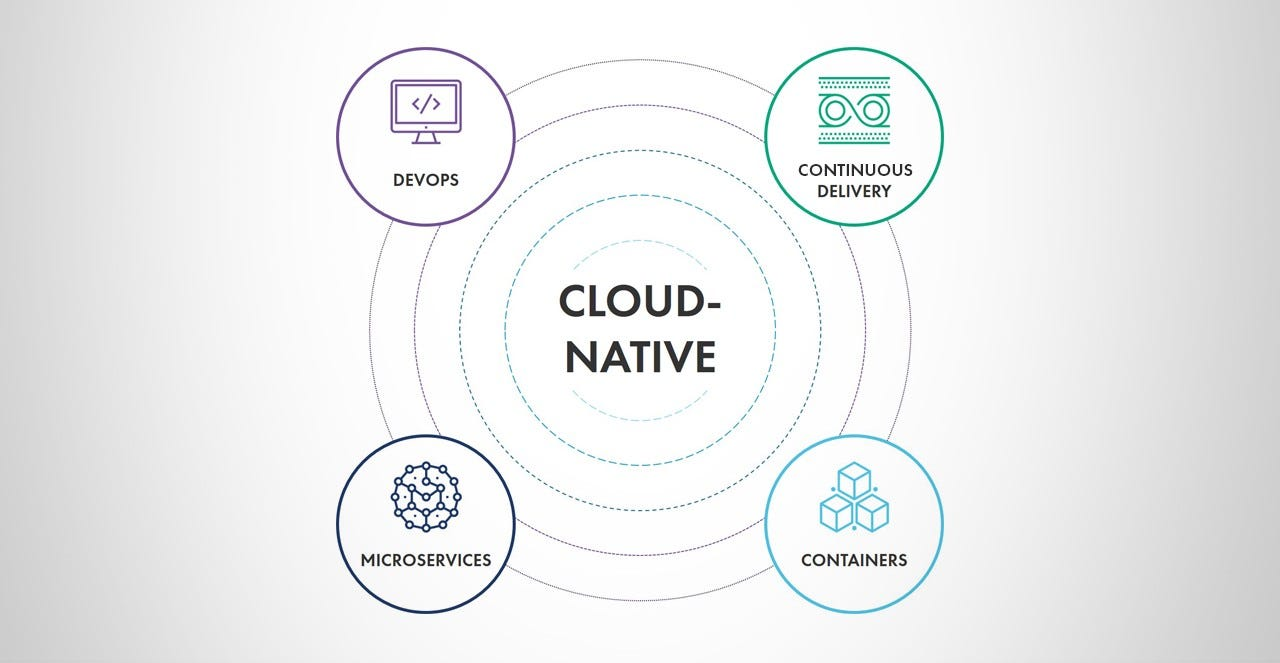 DEVOPS
CONTINUOUS
DELIVERY
CLOUD-
NATIVE
MICROSERVICES
CONTAINERS